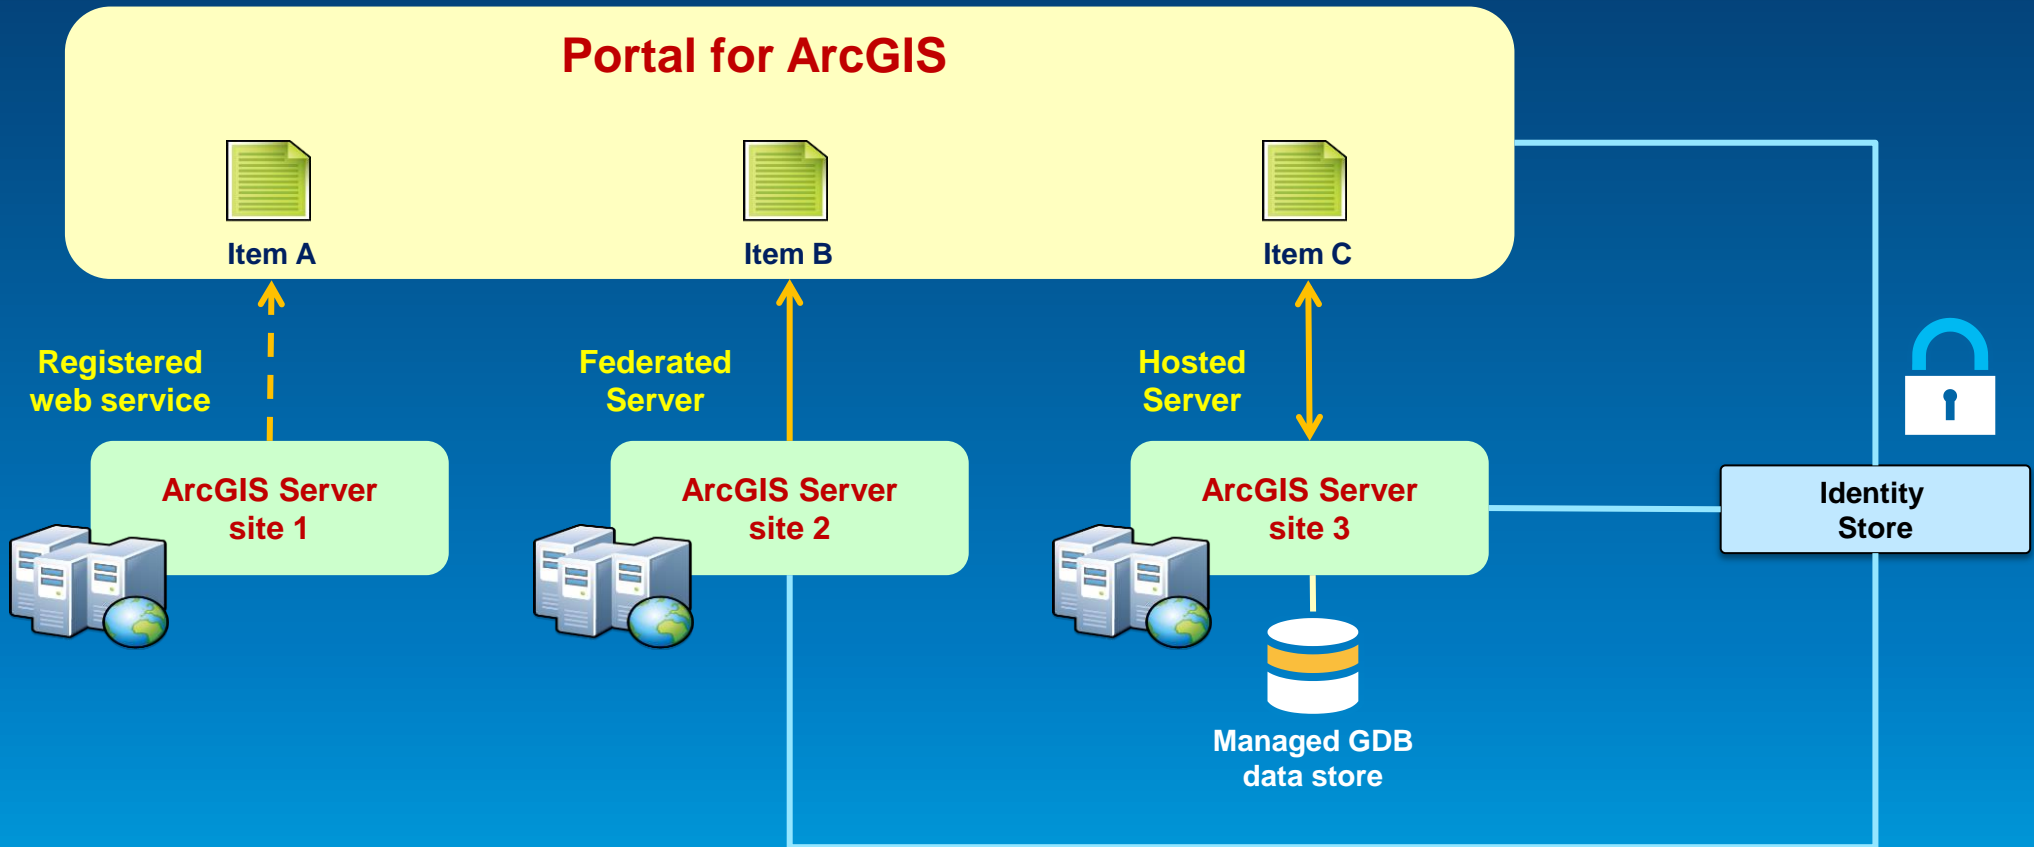 Portal for ArcGIS
Item A
Item B
Item C
Registered
web service
Federated
Server
Hosted
Server
ArcGIS Server
site 1
ArcGIS Server
site 2
ArcGIS Server
site 3
Identity
Store
Managed GDB
data store